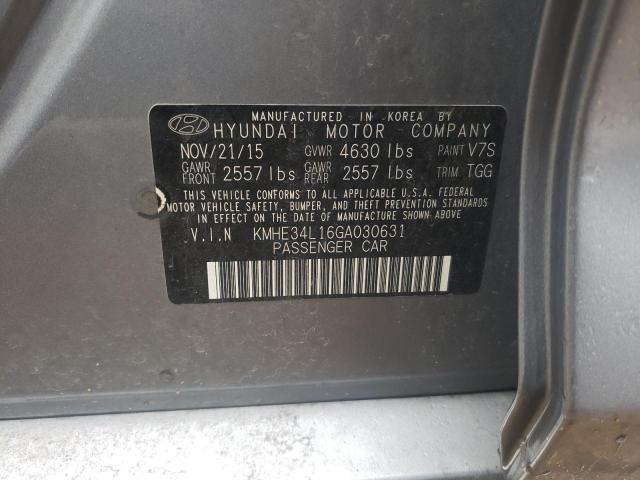 MANUFACTURED IN KOREA BY
HYUNDAI MOTOR COMPANY
NOV/21/15 GVWR 4630 lbs PAINT V7S
GAWR FRONT 2557 lbs GAWR REAR 2557 lbs TRIM TGG
THIS VEHICLE CONFORMS TO ALL APPLICABLE U.S.A. FEDERAL
MOTOR VEHICLE SAFETY, BUMPER, AND THEFT PREVENTION STANDARDS
IN EFFECT ON THE DATE OF MANUFACTURE SHOWN ABOVE
V.I.N KMHE34L16GA030631
PASSENGER CAR